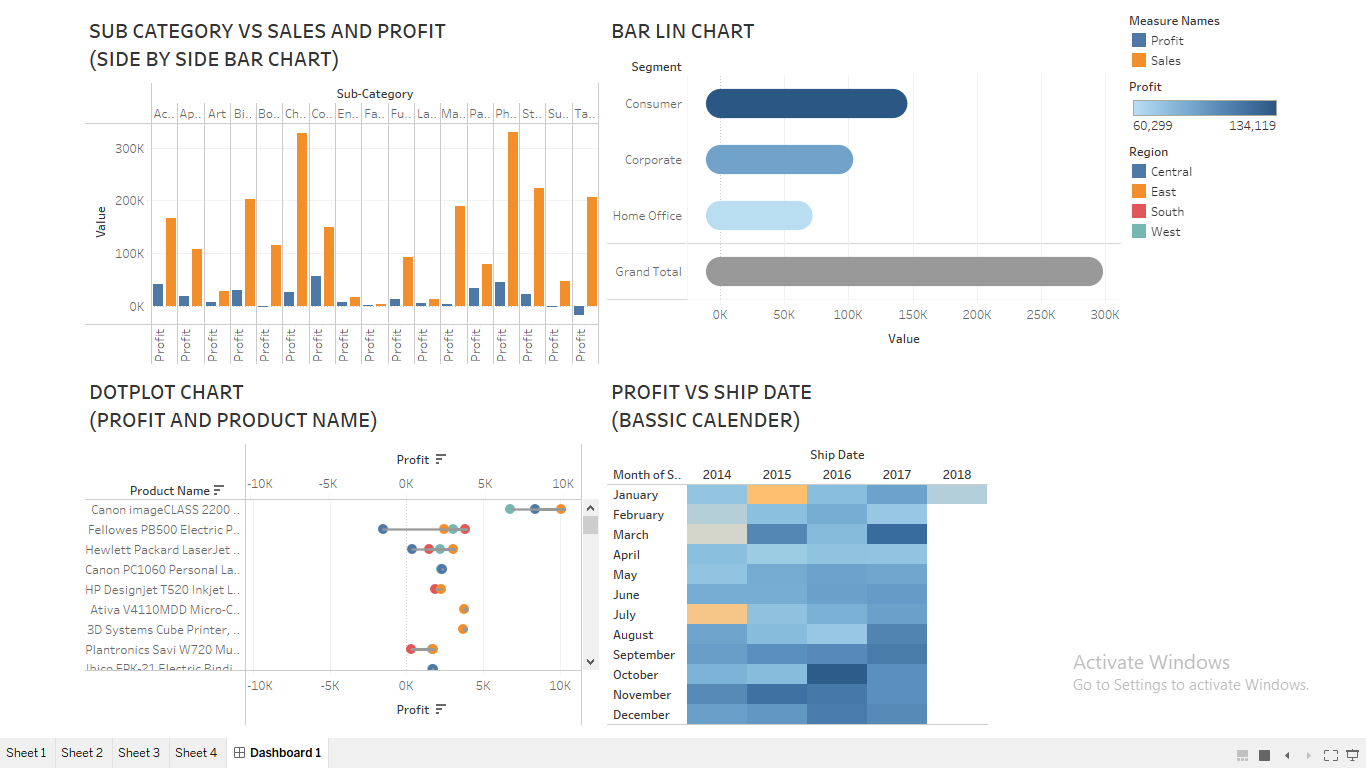 SUB CATEGORY VS SALES AND PROFIT
(SIDE BY SIDE BAR CHART)
Sub-Category
Ac.. Ap.. Art Bi.. Bo.. Ch.. Co.. En.. Fa.. Fu.. La.. Ma.. Pa.. Ph.. St.. Su.. Ta..
300K
200K
100K
0K
Value
Profit Profit Profit Profit Profit Profit Profit Profit Profit Profit Profit Profit Profit Profit Profit Profit Profit
BAR LIN CHART
Segment
Consumer
Corporate
Home Office
Grand Total
0K 50K 100K 150K 200K 250K 300K
Value
Measure Names
Profit
Sales
Profit
60,299 134,119
Region
Central
East
South
West
DOTPLOT CHART
(PROFIT AND PRODUCT NAME)
Profit
Product Name -10K 0K 5K 10K
Canon imageCLASS 2200 ..
Fellowes PB500 Electric P..
Hewlett Packard LaserJet ..
Canon PC1060 Personal La..
HP Designjet T520 Inkjet L..
Ativa V4110MDD Micro-C..
3D Systems Cube Printer, ..
Plantronics Savi W720 Mu..
Ibico EPK-21 Electric Bindi..
-10K -5K 0K 5K 10K
Profit
PROFIT VS SHIP DATE
(BASSIC CALENDER)
Ship Date
Month of S.. 2014 2015 2016 2017 2018
January
February
March
April
May
June
July
August
September
October
November
December
Activate Windows
Go to Settings to activate Windows.
Sheet 1 Sheet 2 Sheet 3 Sheet 4 Dashboard 1